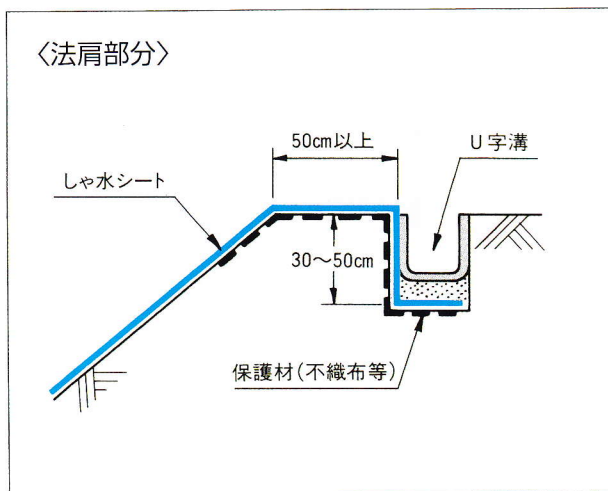 〈法肩部分〉
50cm以上
U字溝
しゃ水シート
30〜50cm
保護材(不織布等)